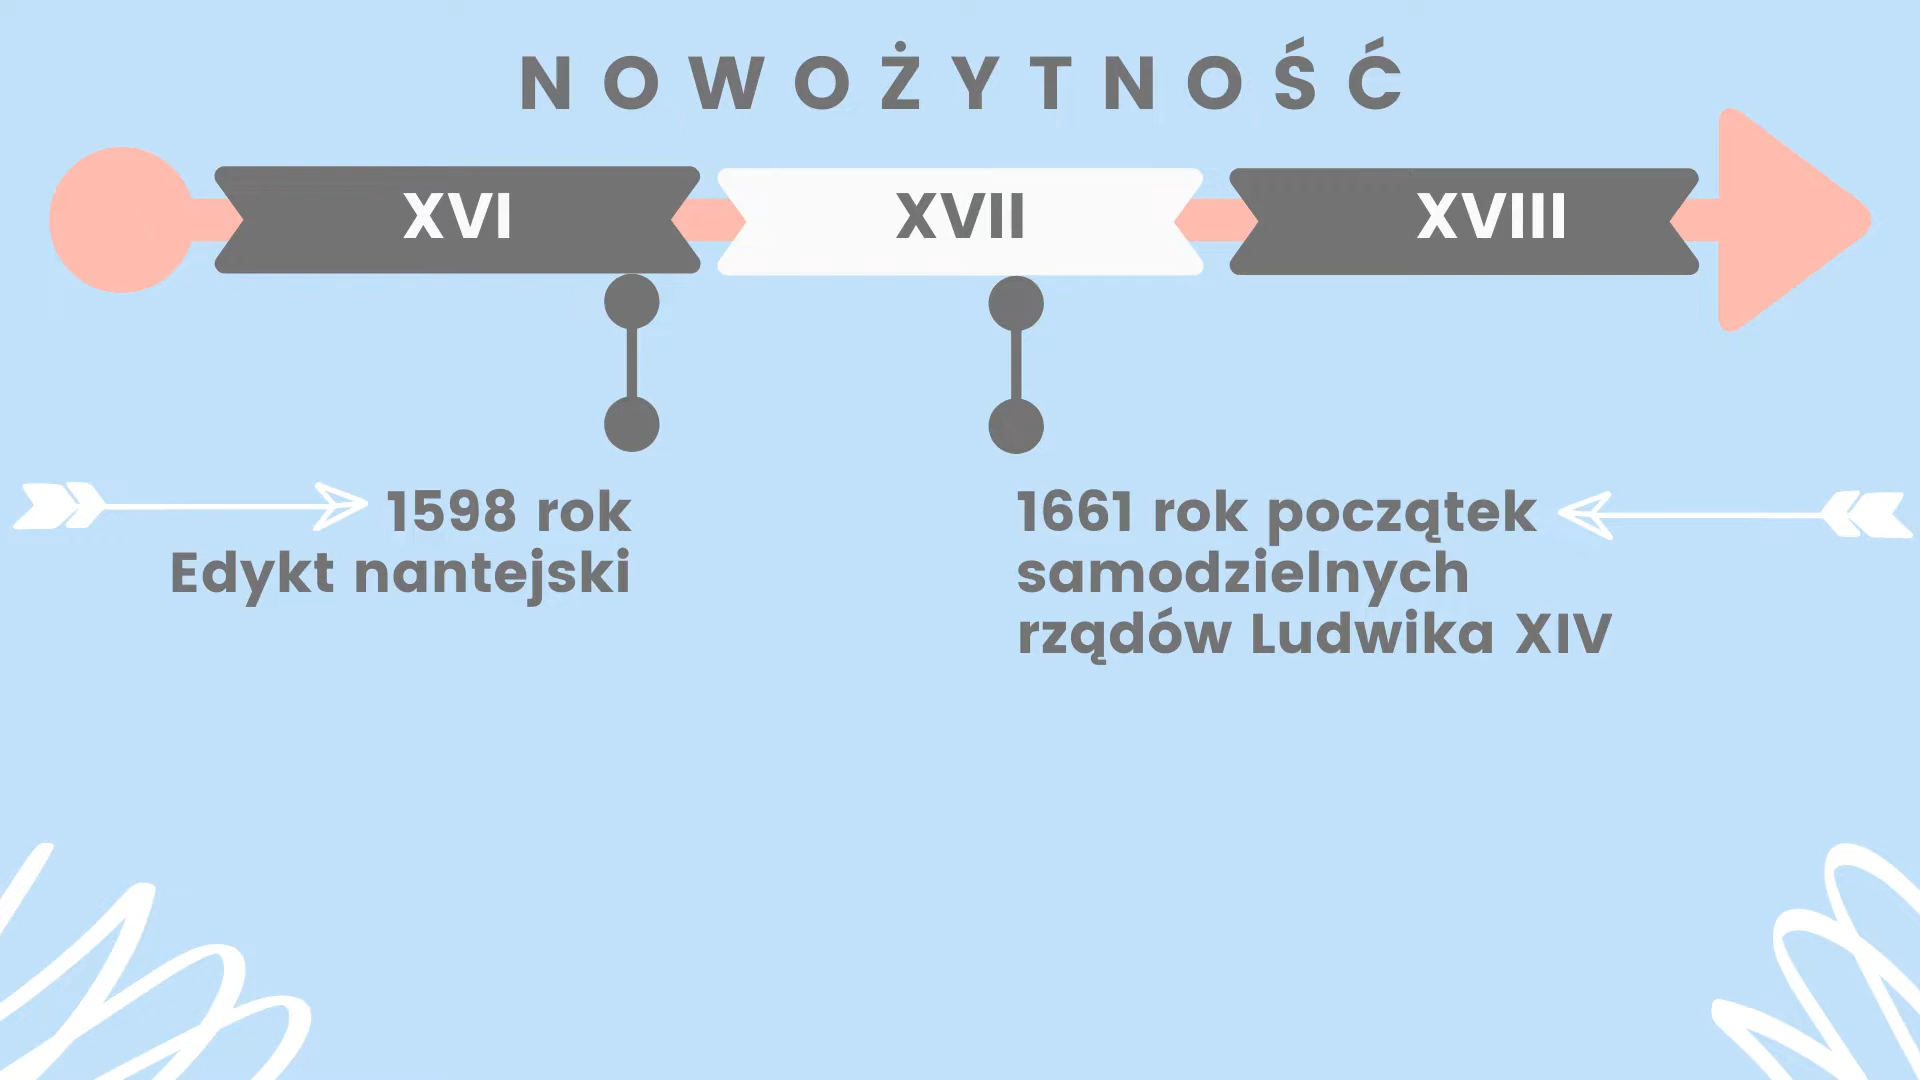 NOWOŻYTNOŚĆ
XVI
XVII
XVIII
1598 rok
Edykt nantejski
1661 rok początek
samodzielnych
rządów Ludwika XIV